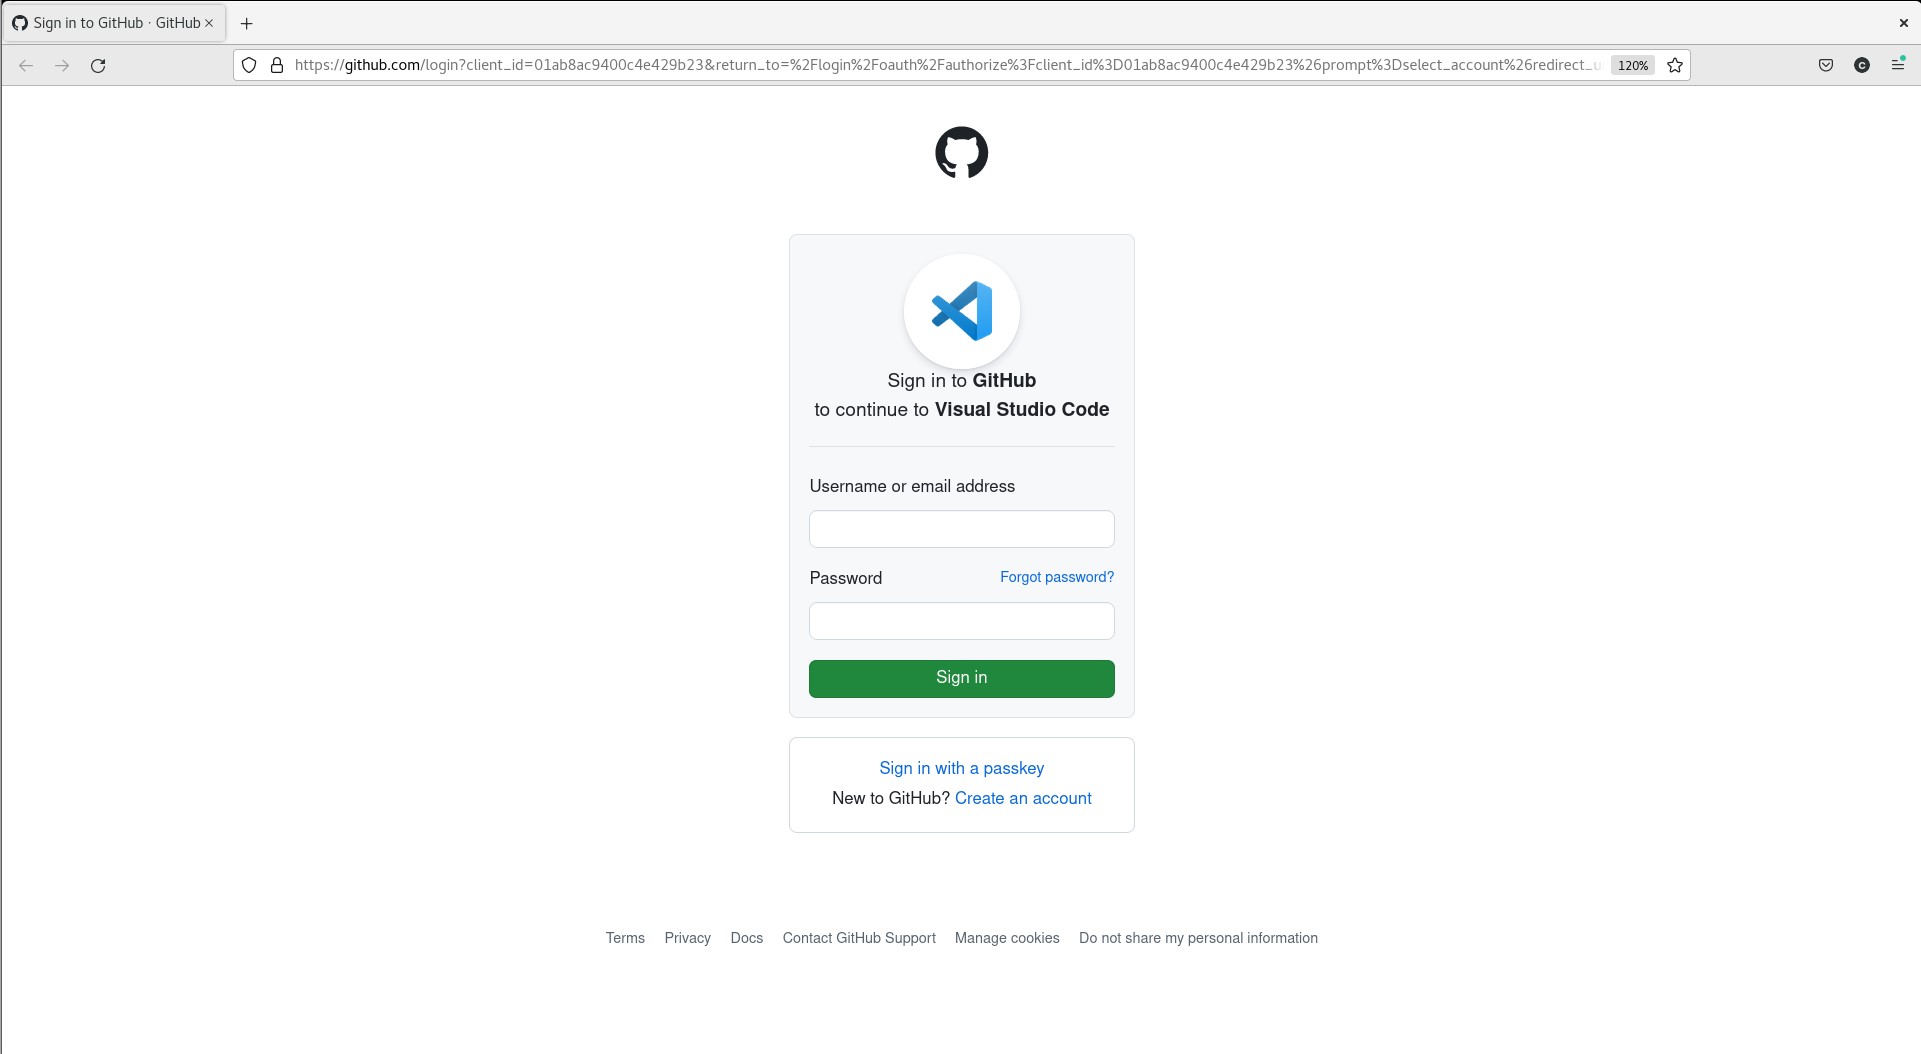 Sign in to GitHub · GitHub
https://github.com/login?client_id=01ab8ac9400c4e429b23&return_to=%2Flogin%2Foauth%2Fauthorize%3Fclient_id%3D01ab8ac9400c4e429b23%26prompt%3Dselect_account%26redirect_u
120%
C
Sign in to GitHub
to continue to Visual Studio Code
Username or email address
Password Forgot password?
Sign in
Sign in with a passkey
New to GitHub? Create an account
Terms Privacy Docs Contact GitHub Support Manage cookies Do not share my personal information